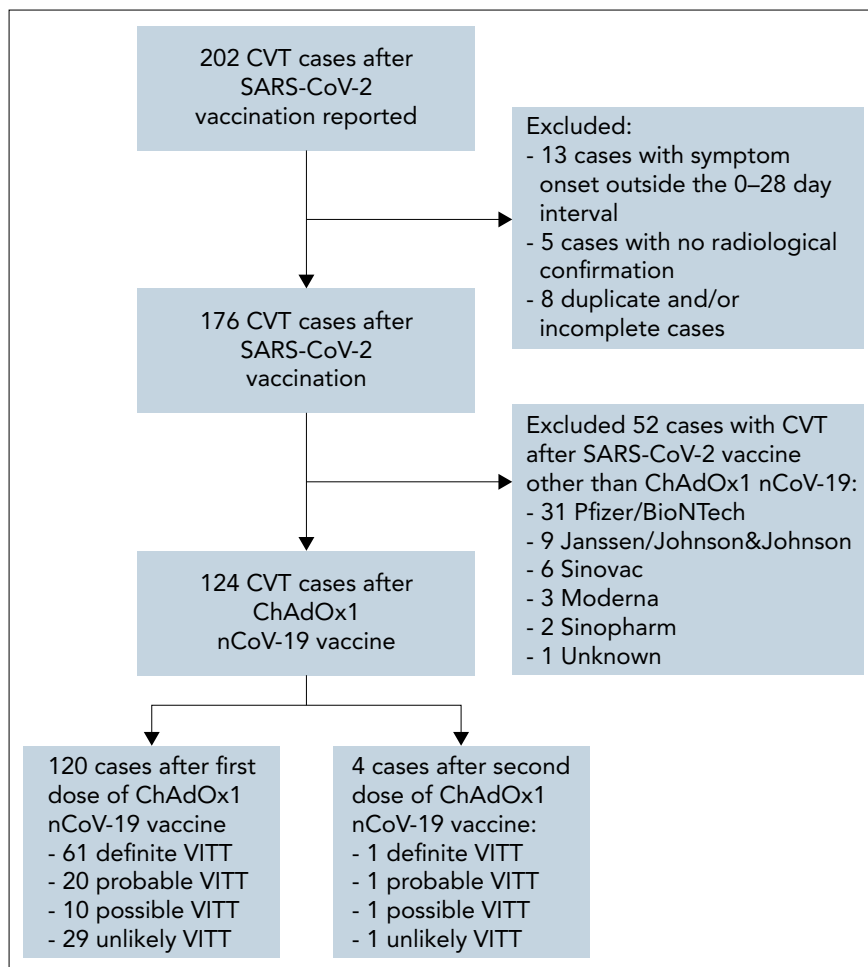 202 CVT cases after
SARS-CoV-2
vaccination reported
Excluded:
- 13 cases with symptom
onset outside the 0–28 day
interval
- 5 cases with no radiological
confirmation
- 8 duplicate and/or
incomplete cases
176 CVT cases after
SARS-CoV-2
vaccination
Excluded 52 cases with CVT
after SARS-CoV-2 vaccine
other than ChAdOx1 nCoV-19:
- 31 Pfizer/BioNTech
- 9 Janssen/Johnson&Johnson
- 6 Sinovac
- 3 Moderna
- 2 Sinopharm
- 1 Unknown
124 CVT cases after
ChAdOx1
nCoV-19 vaccine
120 cases after first
dose of ChAdOx1
nCoV-19 vaccine
- 61 definite VITT
- 20 probable VITT
- 10 possible VITT
- 29 unlikely VITT
4 cases after second
dose of ChAdOx1
nCoV-19 vaccine:
- 1 definite VITT
- 1 probable VITT
- 1 possible VITT
- 1 unlikely VITT